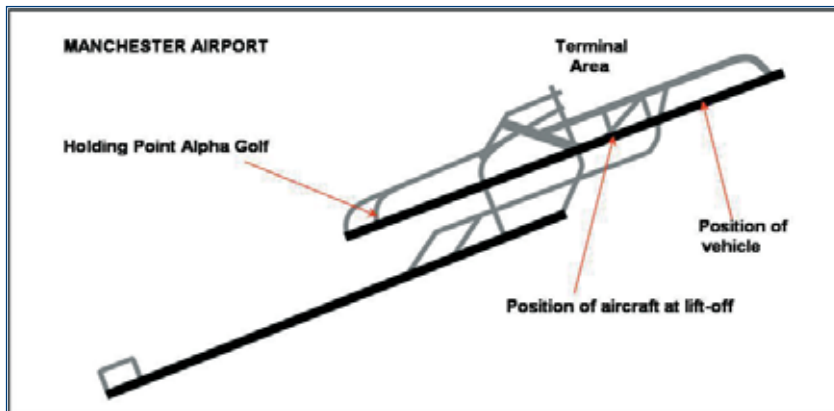 MANCHESTER AIRPORT
Terminal
Area
Holding Point Alpha Golf
Position of
vehicle
Position of aircraft at lift-off